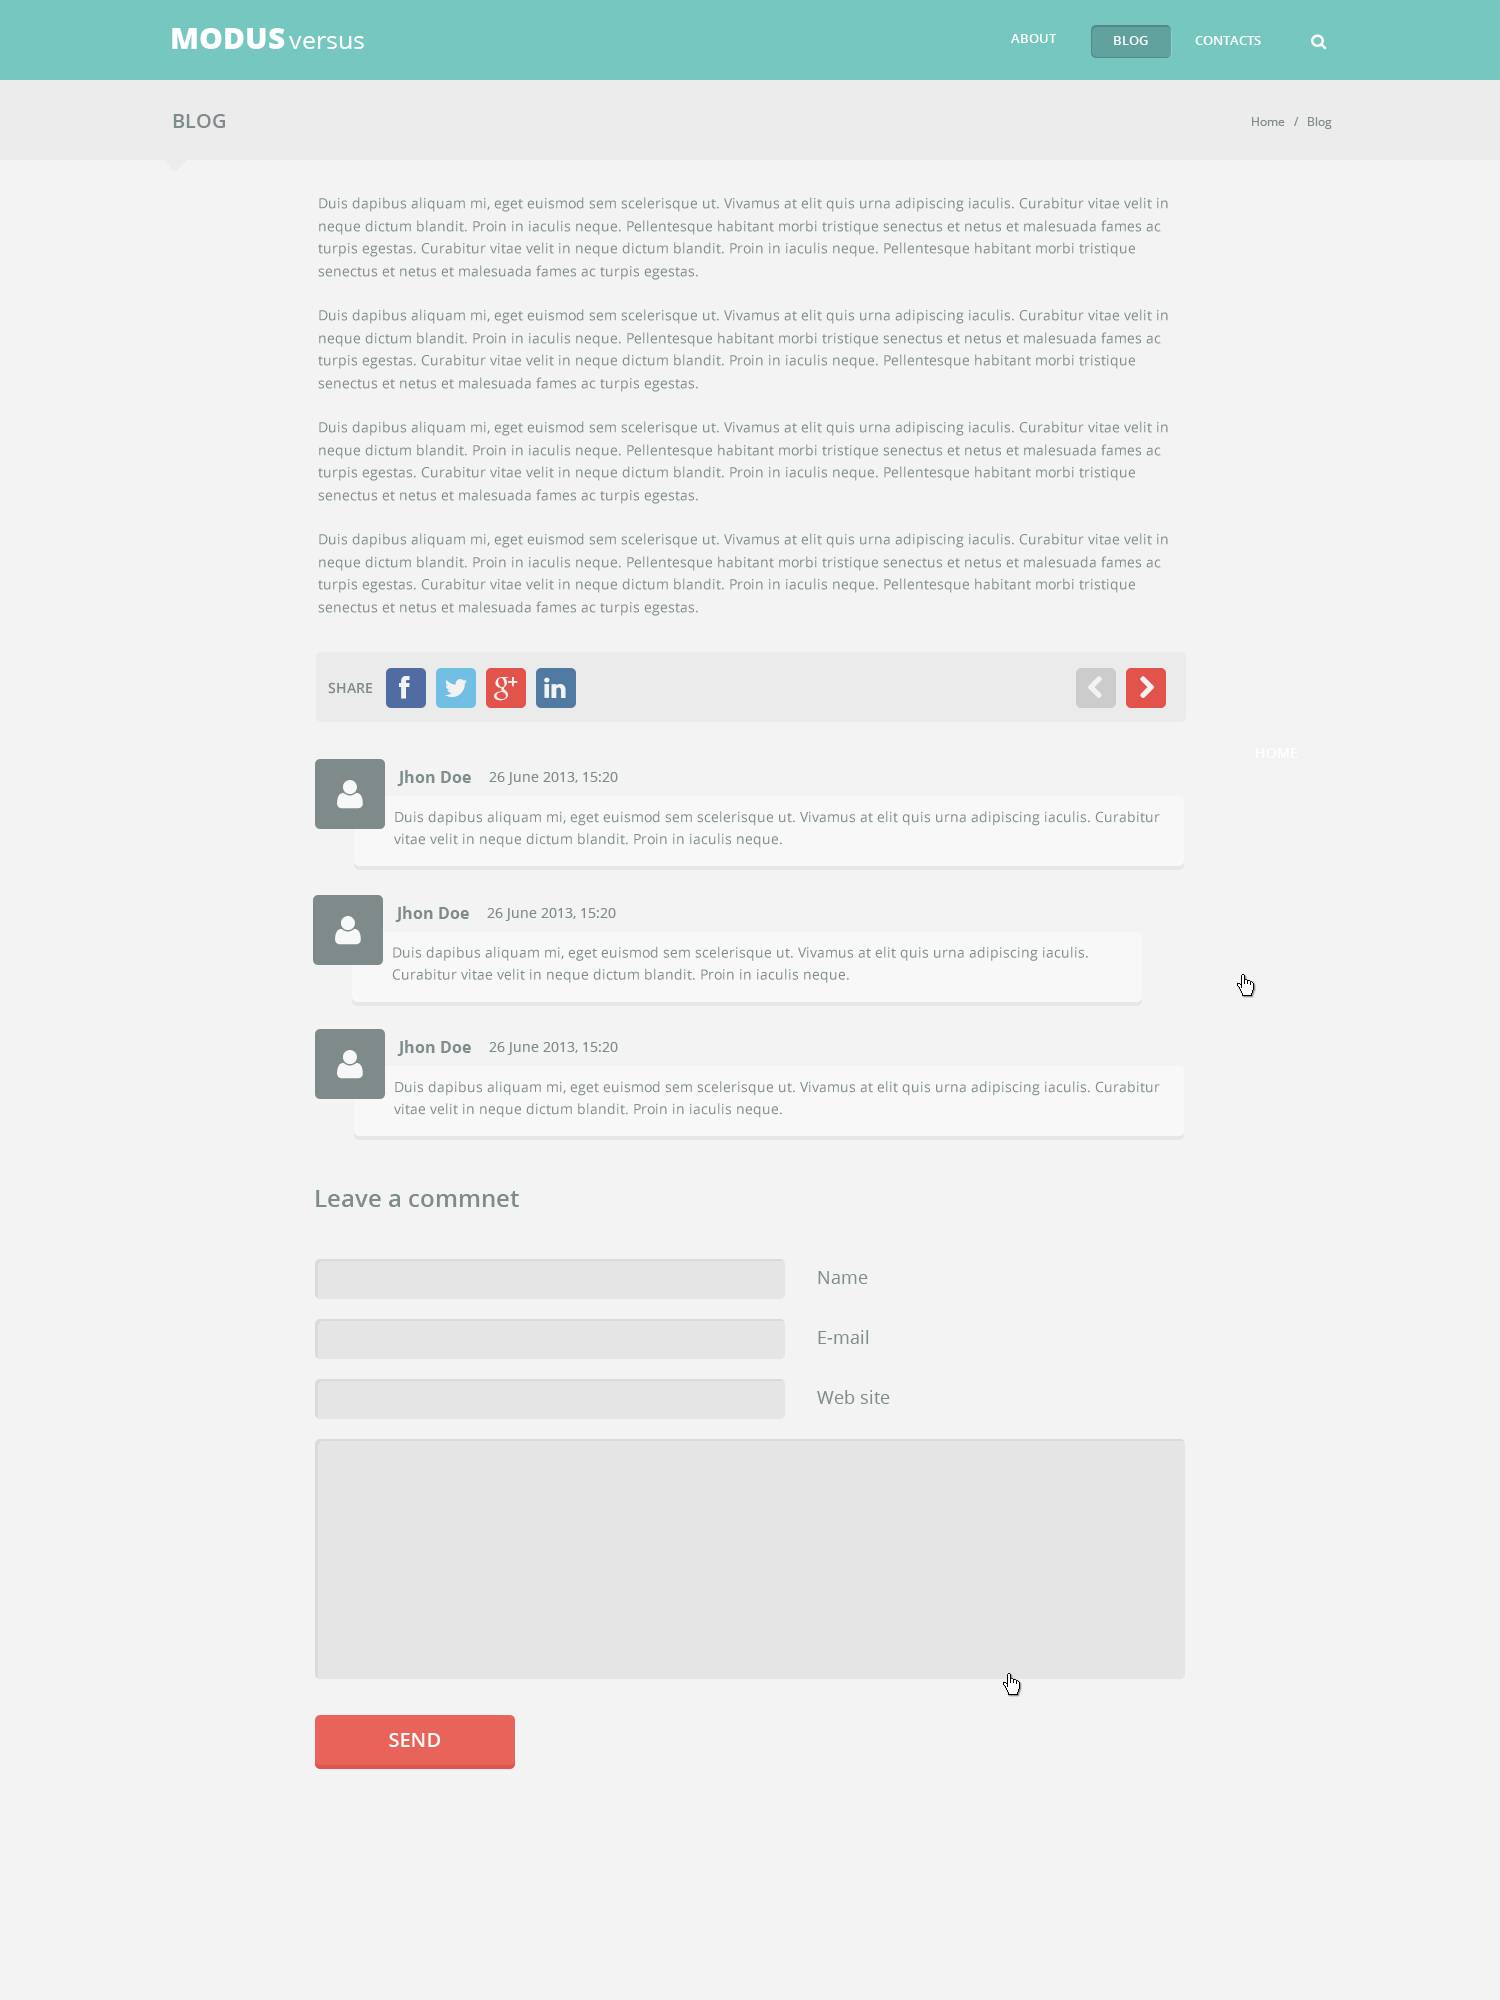 MODUS versus
ABOUT
BLOG
CONTACTS
BLOG
Home / Blog
Duis dapibus aliquam mi, eget euismod sem scelerisque ut. Vivamus at elit quis urna adipiscing iaculis. Curabitur vitae velit in
neque dictum blandit. Proin in iaculis neque. Pellentesque habitant morbi tristique senectus et netus et malesuada fames ac
turpis egestas. Curabitur vitae velit in neque dictum blandit. Proin in iaculis neque. Pellentesque habitant morbi tristique
senectus et netus et malesuada fames ac turpis egestas.
Duis dapibus aliquam mi, eget euismod sem scelerisque ut. Vivamus at elit quis urna adipiscing iaculis. Curabitur vitae velit in
neque dictum blandit. Proin in iaculis neque. Pellentesque habitant morbi tristique senectus et netus et malesuada fames ac
turpis egestas. Curabitur vitae velit in neque dictum blandit. Proin in iaculis neque. Pellentesque habitant morbi tristique
senectus et netus et malesuada fames ac turpis egestas.
Duis dapibus aliquam mi, eget euismod sem scelerisque ut. Vivamus at elit quis urna adipiscing iaculis. Curabitur vitae velit in
neque dictum blandit. Proin in iaculis neque. Pellentesque habitant morbi tristique senectus et netus et malesuada fames ac
turpis egestas. Curabitur vitae velit in neque dictum blandit. Proin in iaculis neque. Pellentesque habitant morbi tristique
senectus et netus et malesuada fames ac turpis egestas.
Duis dapibus aliquam mi, eget euismod sem scelerisque ut. Vivamus at elit quis urna adipiscing iaculis. Curabitur vitae velit in
neque dictum blandit. Proin in iaculis neque. Pellentesque habitant morbi tristique senectus et netus et malesuada fames ac
turpis egestas. Curabitur vitae velit in neque dictum blandit. Proin in iaculis neque. Pellentesque habitant morbi tristique
senectus et netus et malesuada fames ac turpis egestas.
SHARE f g+ in
HOME
Jhon Doe 26 June 2013, 15:20
Duis dapibus aliquam mi, eget euismod sem scelerisque ut. Vivamus at elit quis urna adipiscing iaculis. Curabitur
vitae velit in neque dictum blandit. Proin in iaculis neque.
Jhon Doe 26 June 2013, 15:20
Duis dapibus aliquam mi, eget euismod sem scelerisque ut. Vivamus at elit quis urna adipiscing iaculis.
Curabitur vitae velit in neque dictum blandit. Proin in iaculis neque.
Jhon Doe 26 June 2013, 15:20
Duis dapibus aliquam mi, eget euismod sem scelerisque ut. Vivamus at elit quis urna adipiscing iaculis. Curabitur
vitae velit in neque dictum blandit. Proin in iaculis neque.
Leave a commnet
Name
E-mail
Web site
SEND